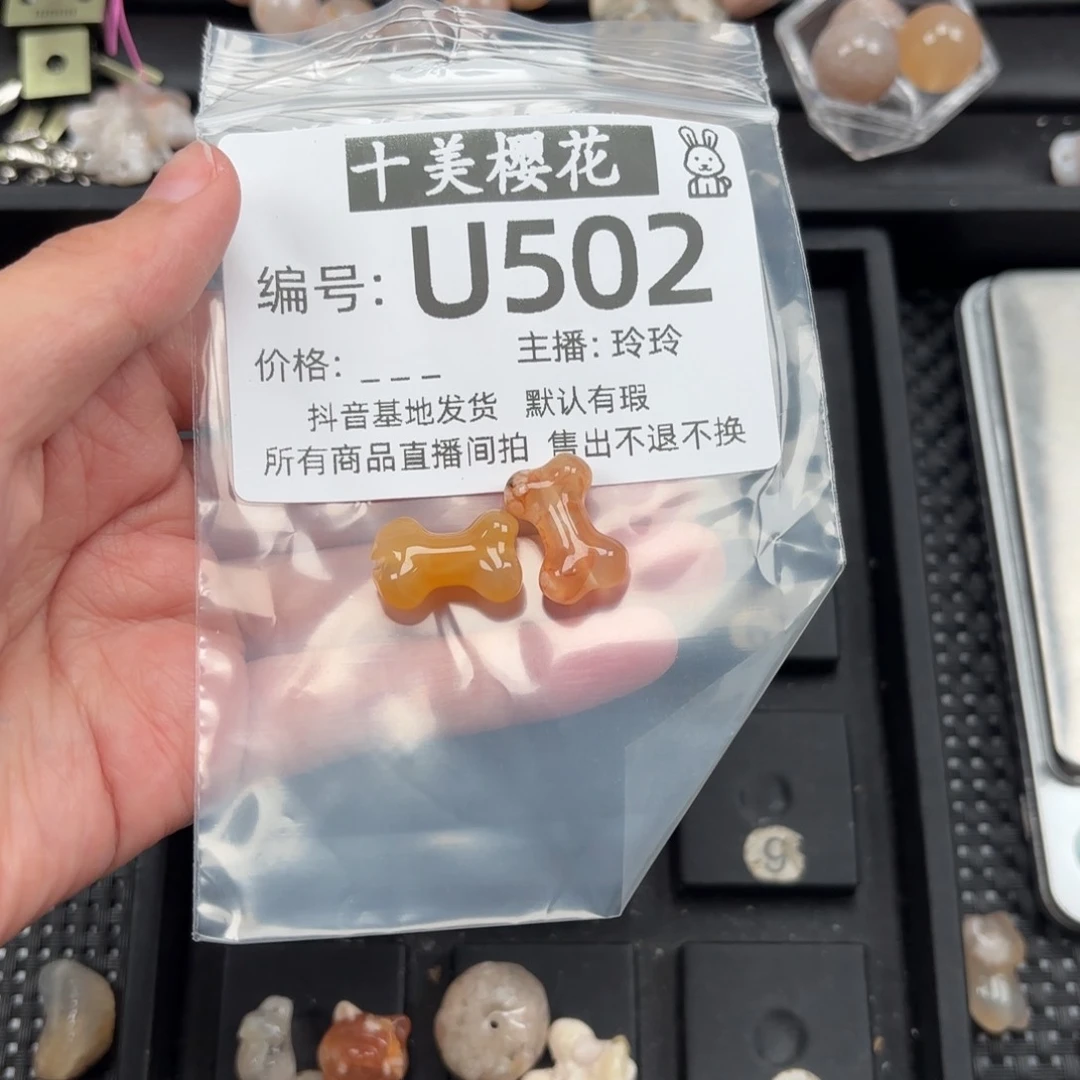 十美樱花
编号: U502
价格: _ _ _ 主播: 玲玲
抖音基地发货 默认有瑕
所有商品直播间拍 售出不退不换
g